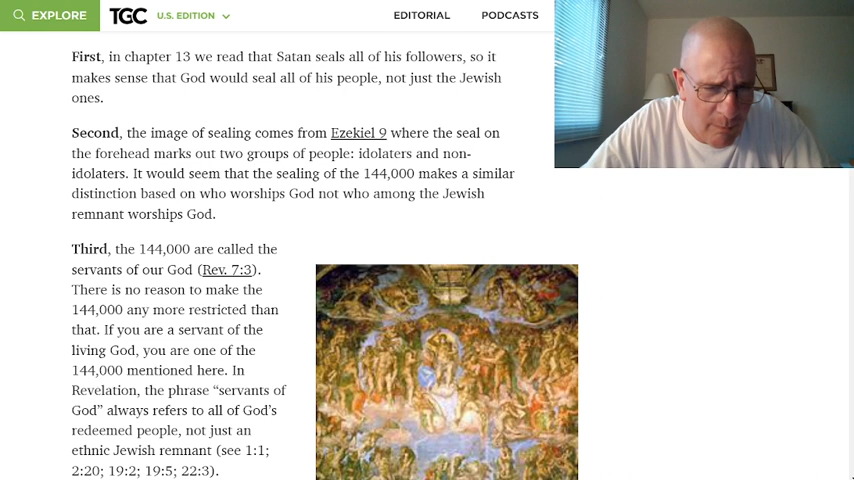 EXPLORE
TGC
U.S. EDITION
EDITORIAL
PODCASTS
First, in chapter 13 we read that Satan seals all of his followers, so it
makes sense that God would seal all of his people, not just the Jewish
ones.
Second, the image of sealing comes from Ezekiel 9 where the seal on
the forehead marks out two groups of people: idolaters and non-
idolaters. It would seem that the sealing of the 144,000 makes a similar
distinction based on who worships God not who among the Jewish
remnant worships God.
Third, the 144,000 are called the
servants of our God (Rev. 7:3).
There is no reason to make the
144,000 any more restricted than
that. If you are a servant of the
living God, you are one of the
144,000 mentioned here. In
Revelation, the phrase “servants of
God” always refers to all of God’s
redeemed people, not just an
ethnic Jewish remnant (see 1:1;
2:20; 19:2; 19:5; 22:3).